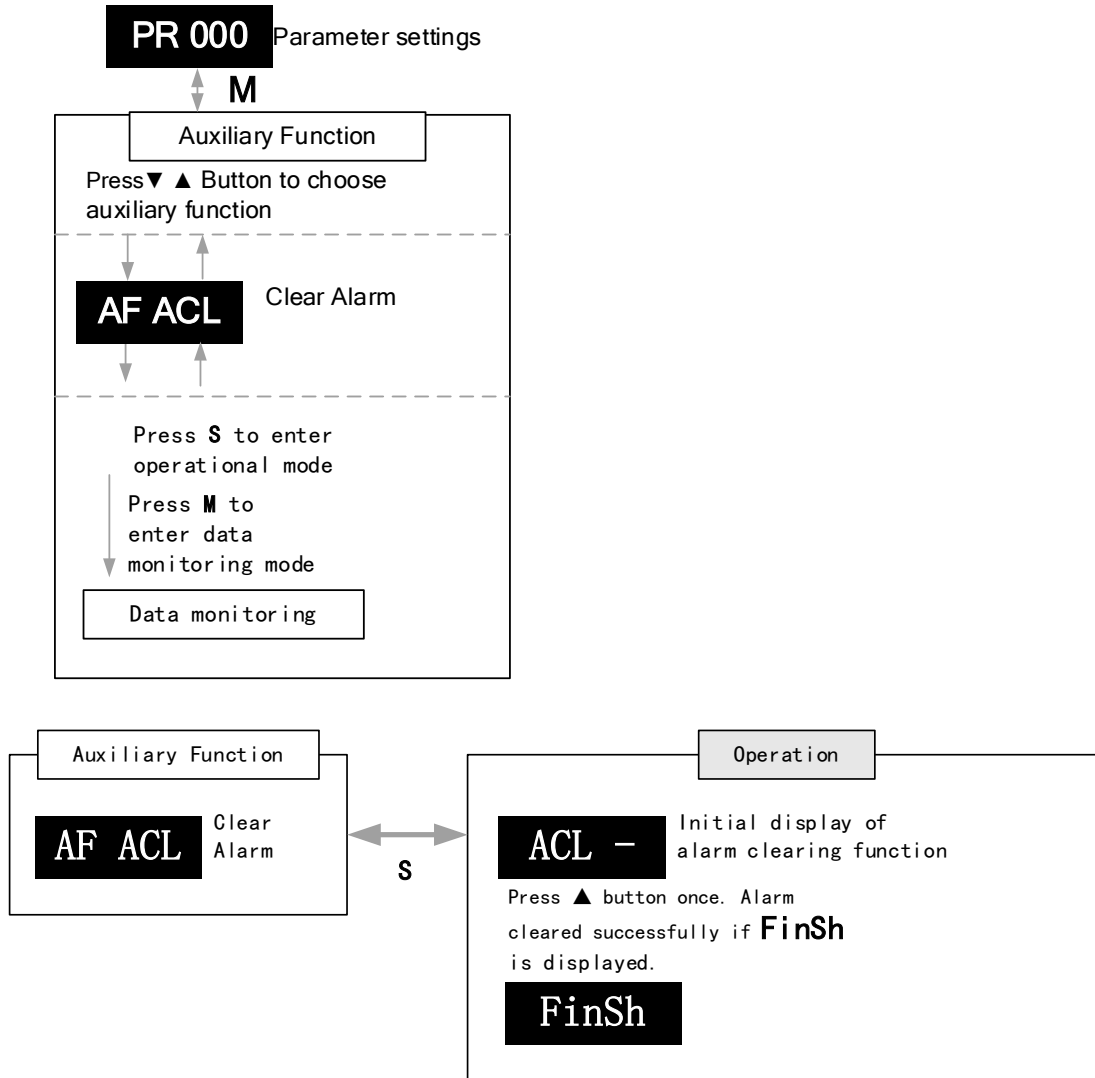 PR 000 Parameter settings
M
Auxiliary Function
Press▼ ▲ Button to choose
auxiliary function
AF ACL Clear Alarm
Press S to enter
operational mode
Press M to
enter data
monitoring mode
Data monitoring
Auxiliary Function
AF ACL
Clear
Alarm
S
Operation
ACL −
Initial display of
alarm clearing function
Press ▲ button once. Alarm
cleared successfully if FinSh
is displayed.
FinSh